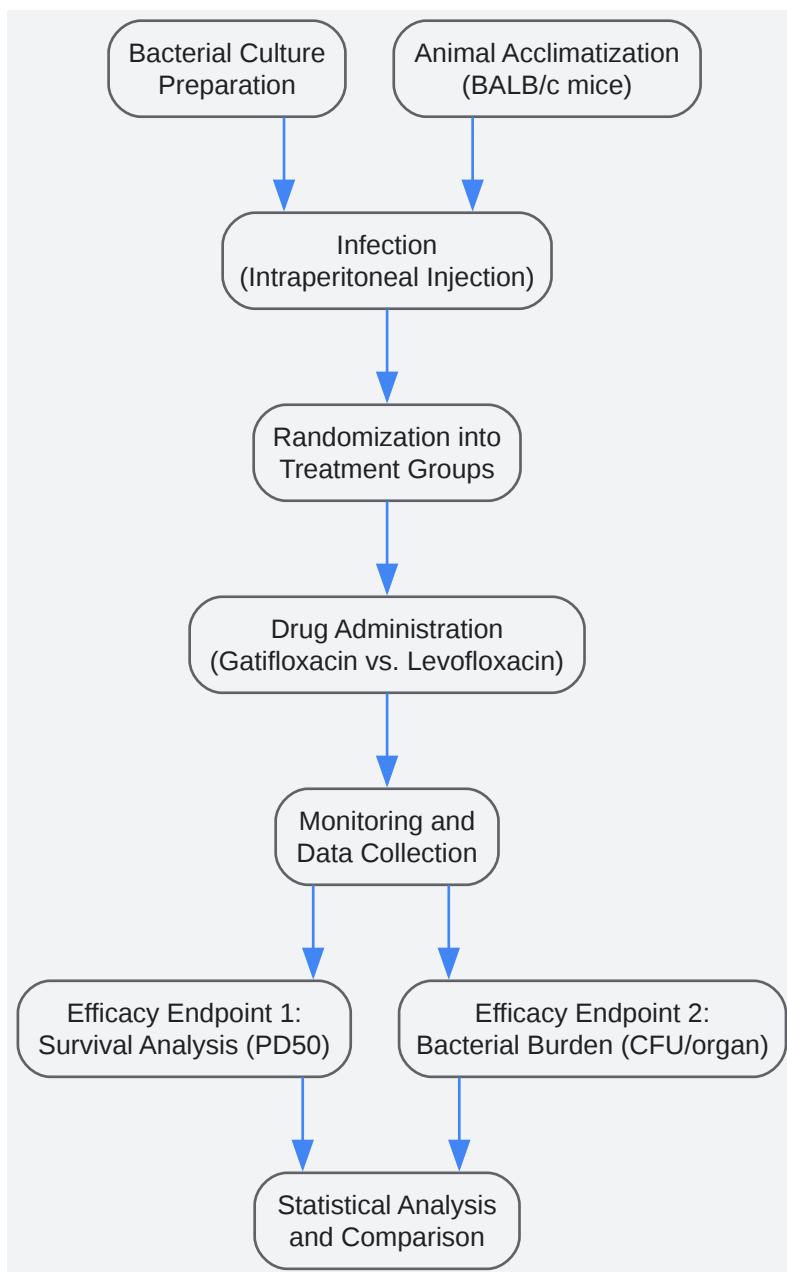 Bacterial Culture
Preparation
Animal Acclimatization
(BALB/c mice)
Infection
(Intraperitoneal Injection)
Randomization into
Treatment Groups
Drug Administration
(Gatifloxacin vs. Levofloxacin)
Monitoring and
Data Collection
Efficacy Endpoint 1:
Survival Analysis (PD50)
Efficacy Endpoint 2:
Bacterial Burden (CFU/organ)
Statistical Analysis
and Comparison